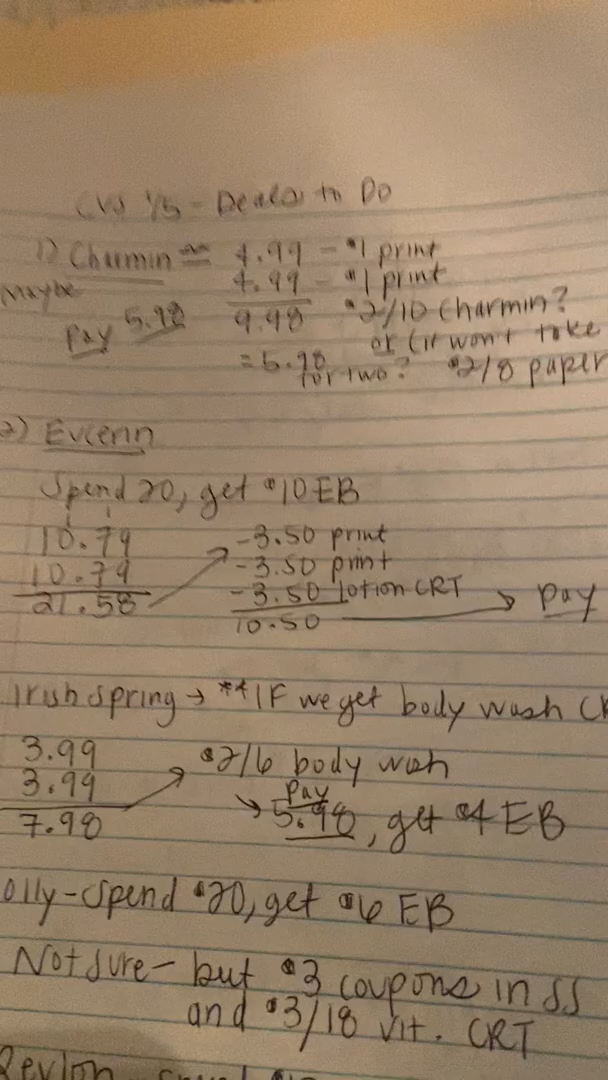 CVS 1/5 - Deals to Do
1) Charmin 4.99 - $1 print
Maybe 4.99 - $1 print
Pay 5.98 9.98 $2/10 Charmin?
= 5.98 or (it won't take
for two? $2/8 paper
2) Eucerin
Spend 20, get $10 EB
10.79 -3.50 print
10.79 -3.50 print
21.58 -3.50 lotion CRT
10.50 pay
Irish Spring → **IF we get body wash
3.99 $2/6 body wash
3.99 Pay
7.98 5.98, get $4 EB
olly - spend $20, get $6 EB
Not sure - but $3 coupons in SS
and $3/18 vit. CRT
Revlon